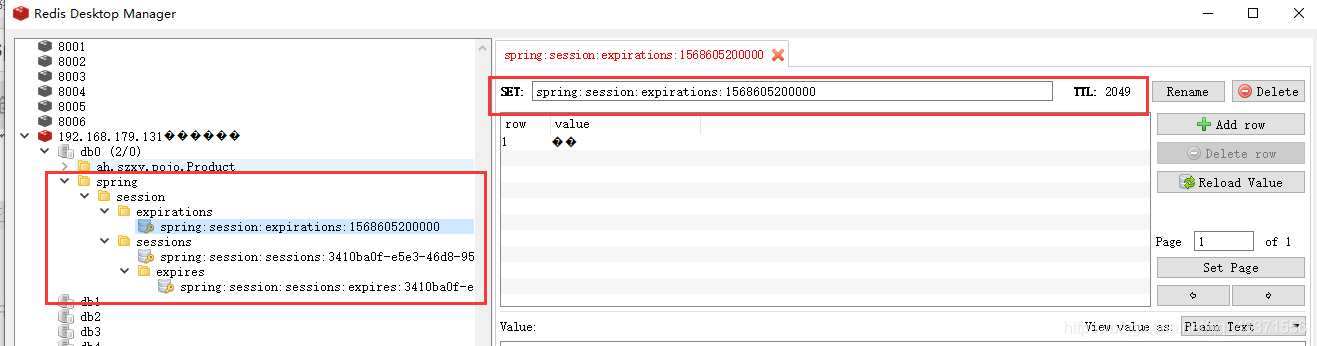 Redis Desktop Manager
8001
8002
8003
8004
8005
8006
192.168.179.131������
db0 (2/0)
ah.szxy.pojo.Product
spring
session
expirations
spring:session:expirations:1568605200000
sessions
spring:session:sessions:3410ba0f-e5e3-46d8-95
expires
spring:session:sessions:expires:3410ba0f-e
db1
db2
db3
spring:session:expirations:1568605200000
SET: spring:session:expirations:1568605200000 TTL: 2049 Rename Delete
row value
1 ��
Add row
Delete row
Reload Value
Page 1 of 1
Set Page
Value: View value as: Plain Text